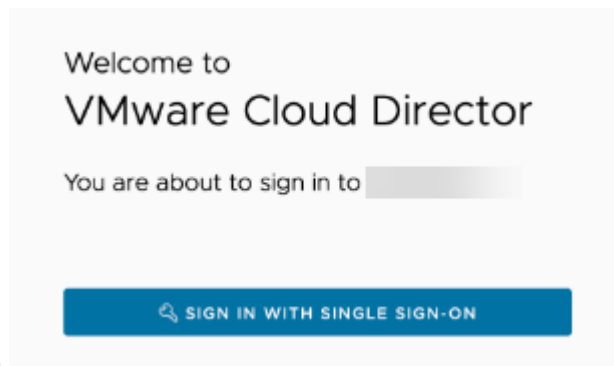 Welcome to
VMware Cloud Director
You are about to sign in to
SIGN IN WITH SINGLE SIGN-ON